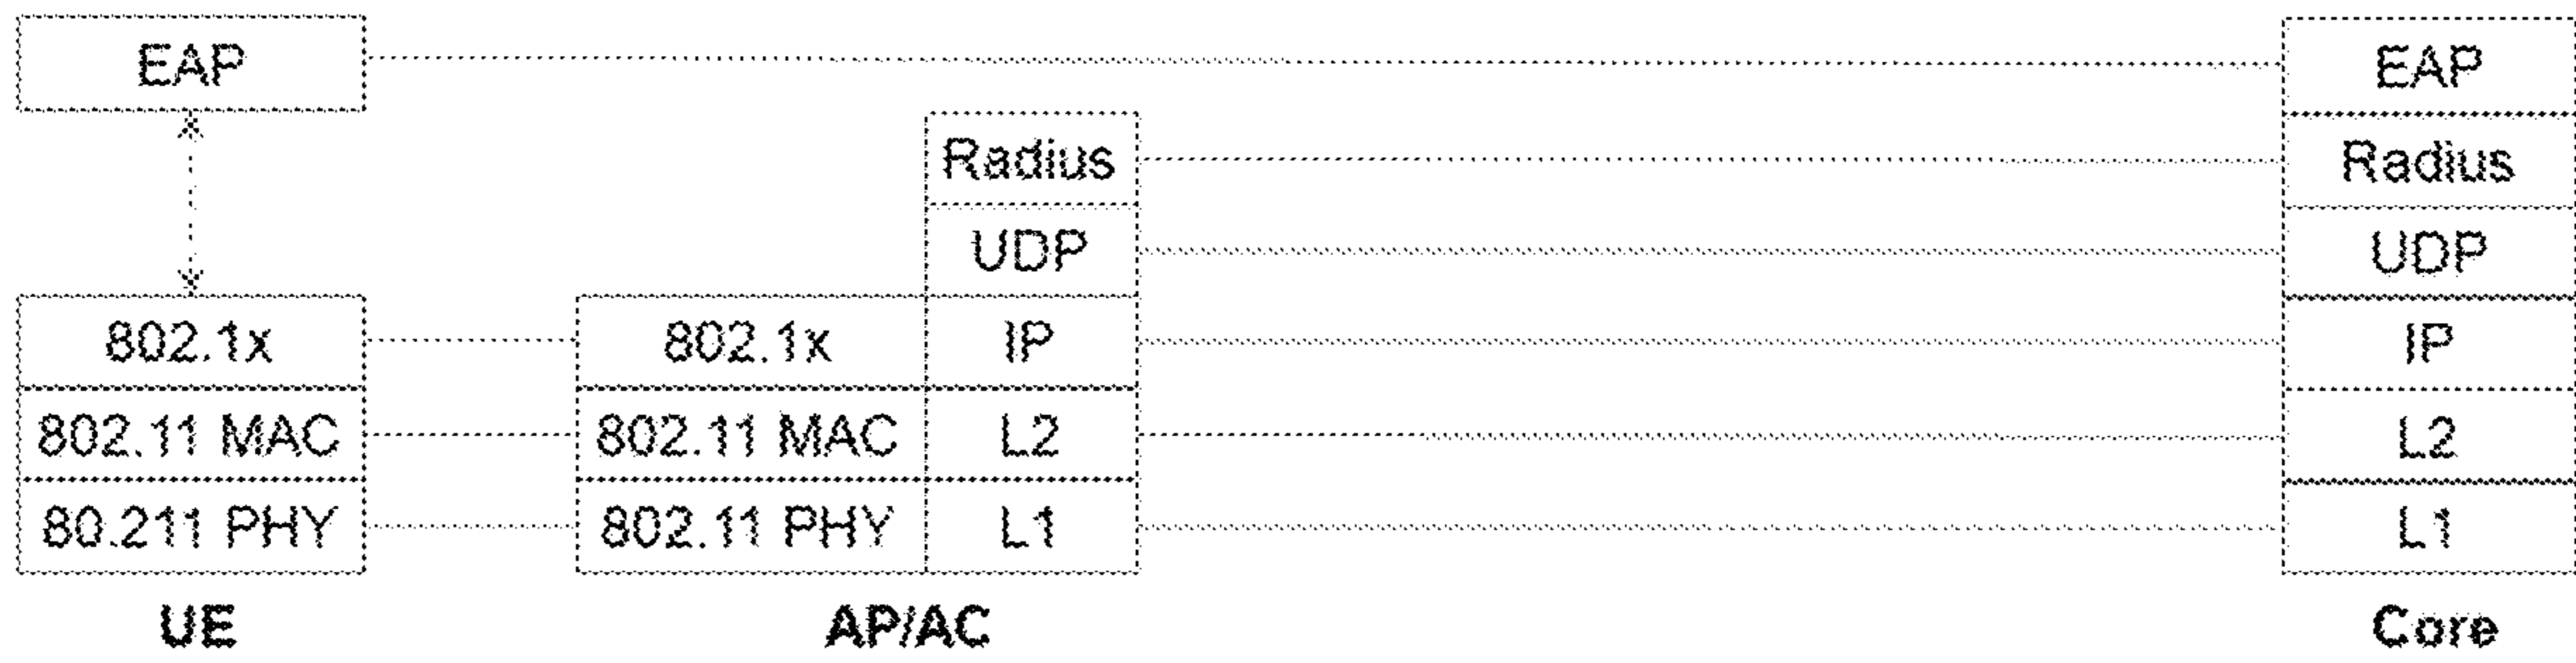 EAP EAP
Radius Radius
UDP UDP
802.1x 802.1x IP IP
802.11 MAC 802.11 MAC L2 L2
80.211 PHY 802.11 PHY L1 L1
UE AP/AC Core